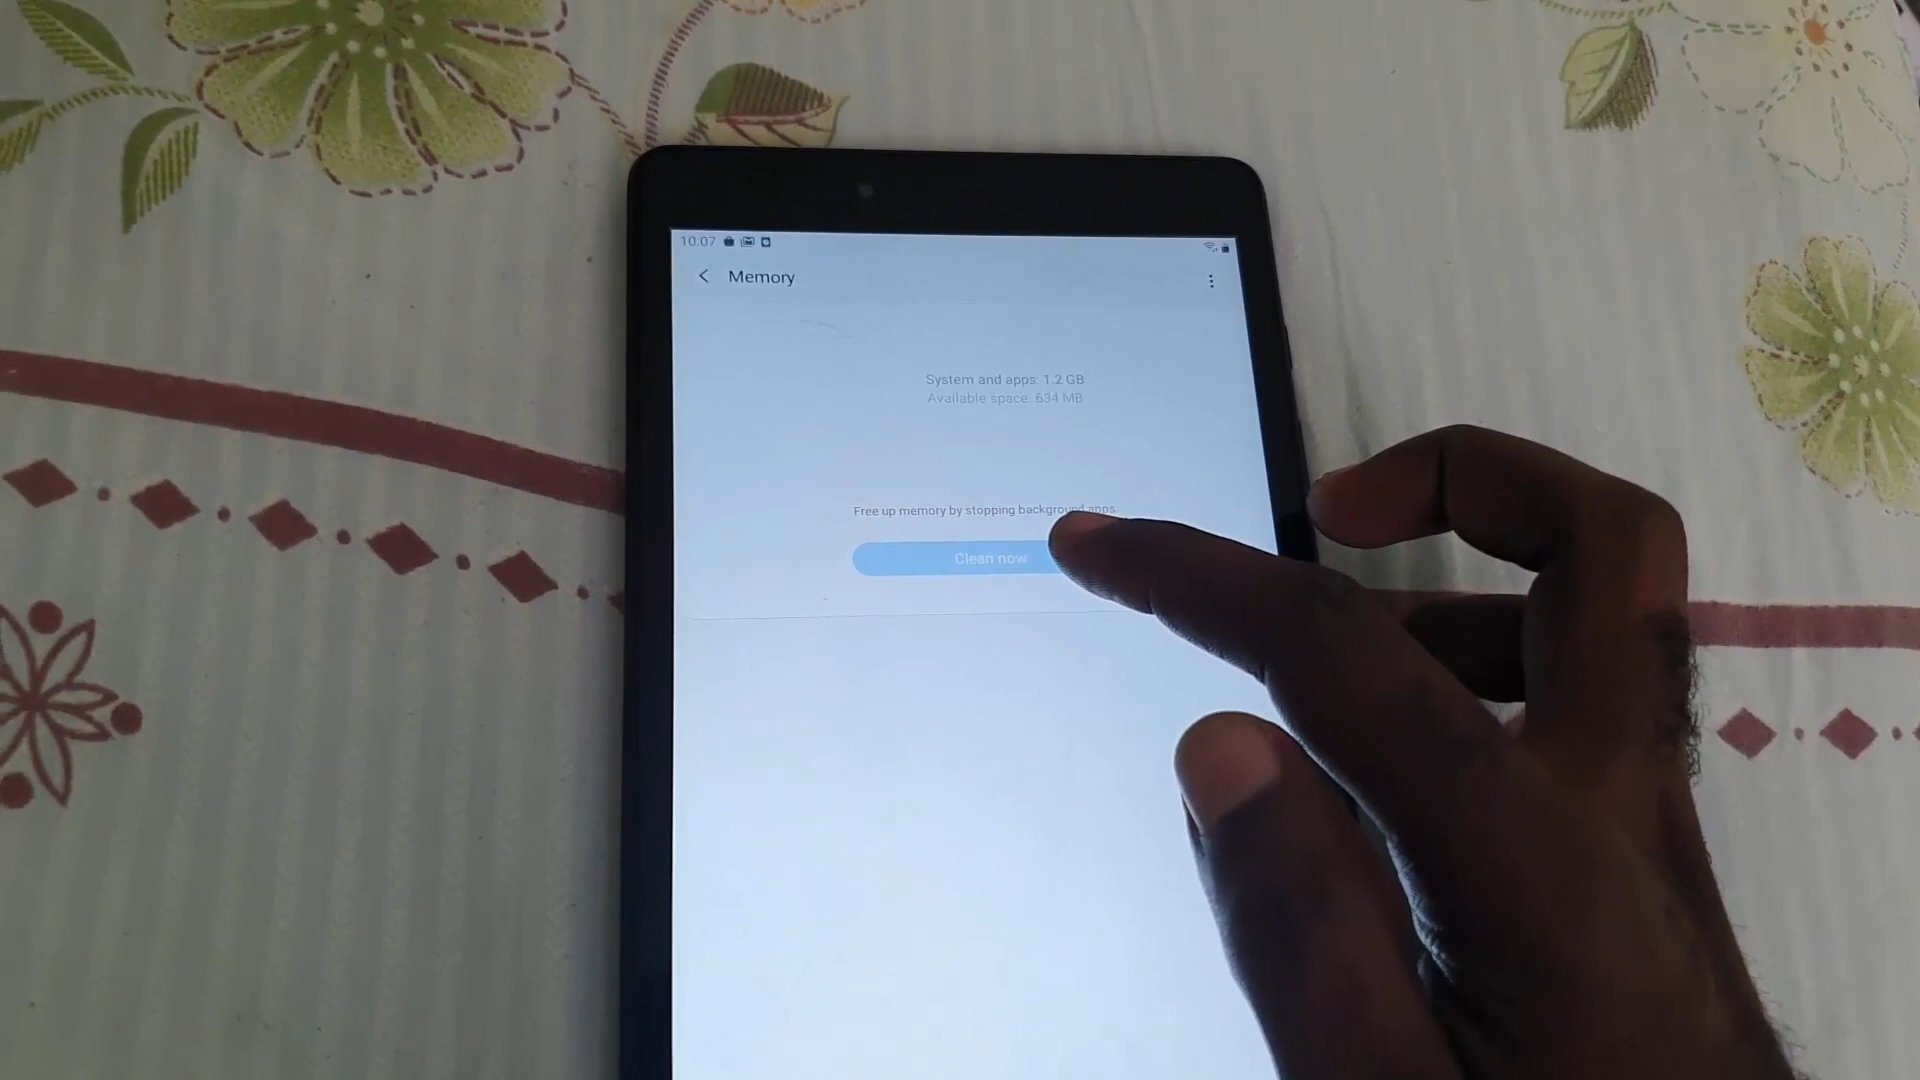 10.07
Memory
System and apps: 1.2 GB
Available space: 634 MB
Free up memory by stopping background apps.
Clean now